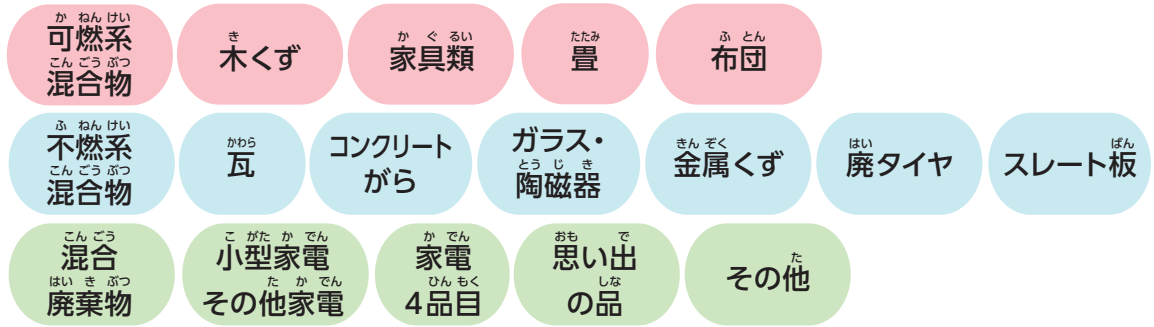 可燃系
混合物
木くず
家具類
畳
布団
不燃系
混合物
瓦
コンクリート
がら
ガラス・
陶磁器
金属くず
廃タイヤ
スレート板
混合
廃棄物
小型家電
その他家電
家電
4品目
思い出
の品
その他